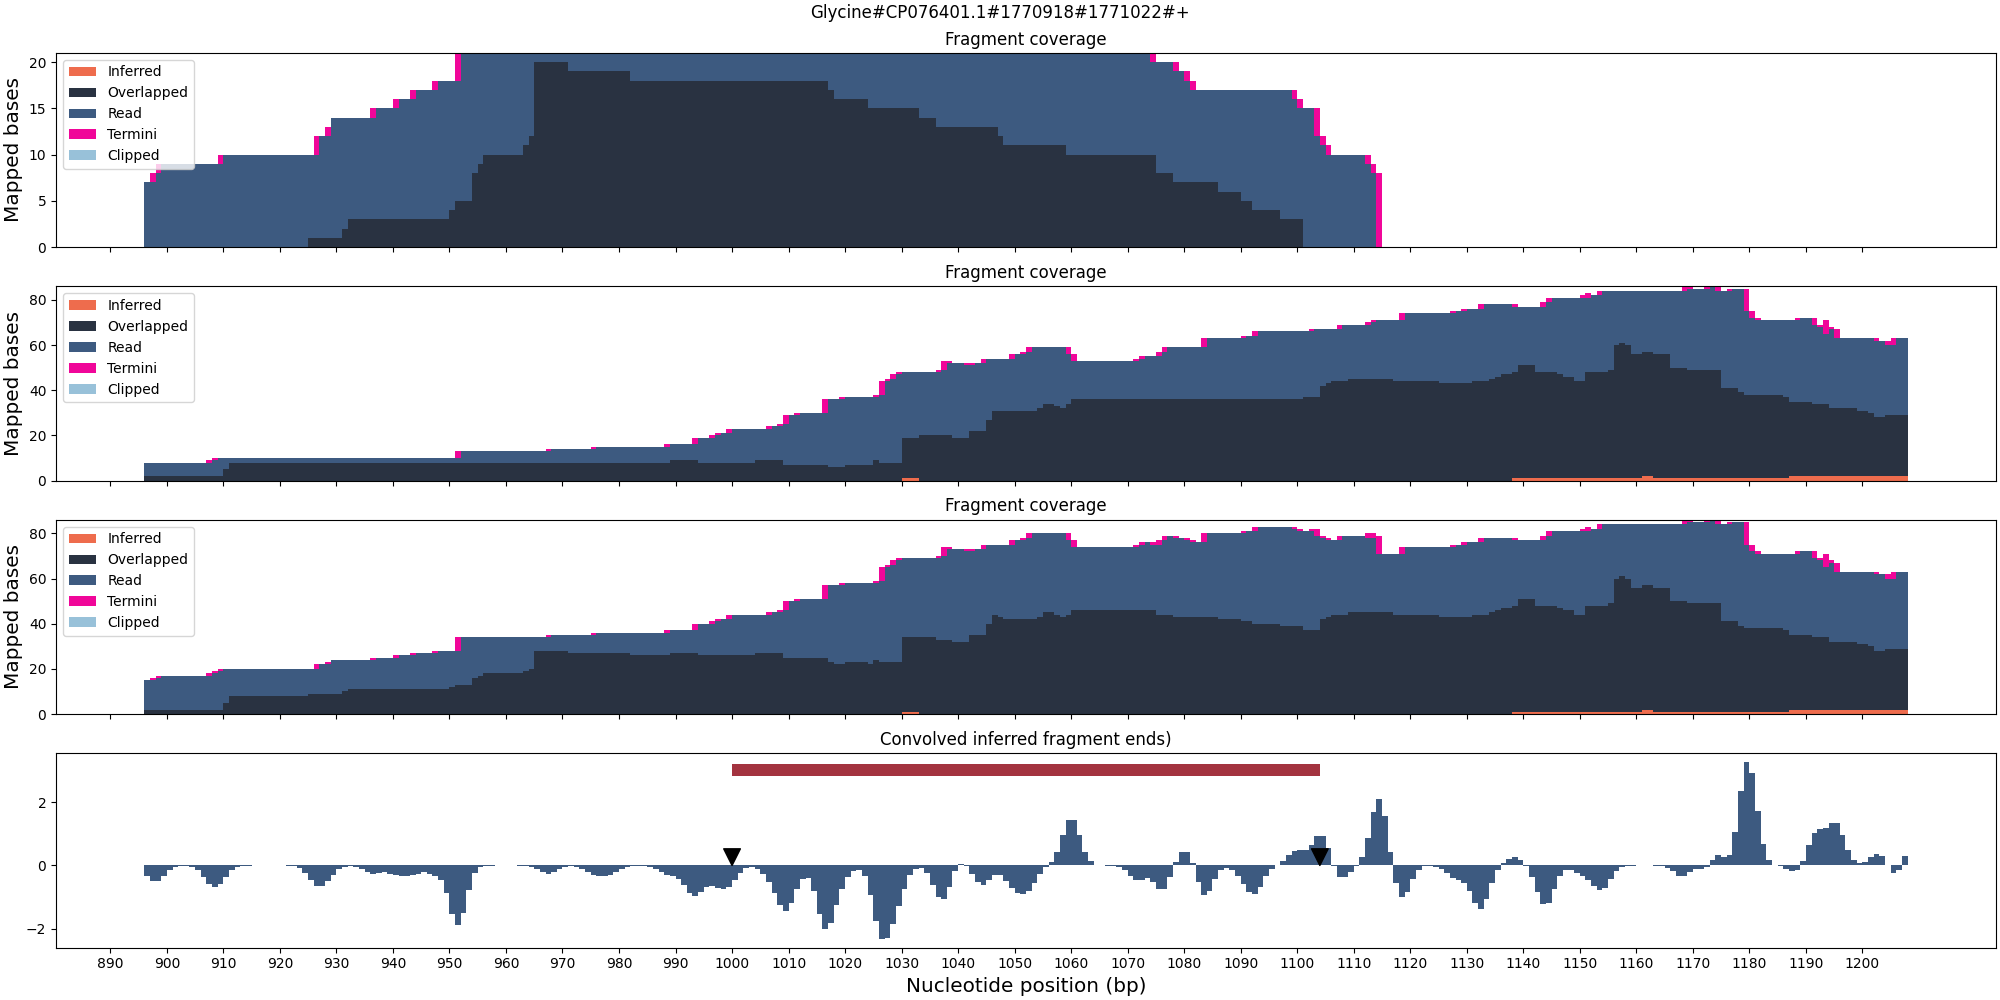 Glycine#CP076401.1#1770918#1771022#+
Fragment coverage
Mapped bases
20
15
10
5
0
Inferred
Overlapped
Read
Termini
Clipped
Fragment coverage
Mapped bases
80
60
40
20
0
Inferred
Overlapped
Read
Termini
Clipped
Fragment coverage
Mapped bases
80
60
40
20
0
Inferred
Overlapped
Read
Termini
Clipped
Convolved inferred fragment ends)
2
0
−2
890 900 910 920 930 940 950 960 970 980 990 1000 1010 1020 1030 1040 1050 1060 1070 1080 1090 1100 1110 1120 1130 1140 1150 1160 1170 1180 1190 1200
Nucleotide position (bp)